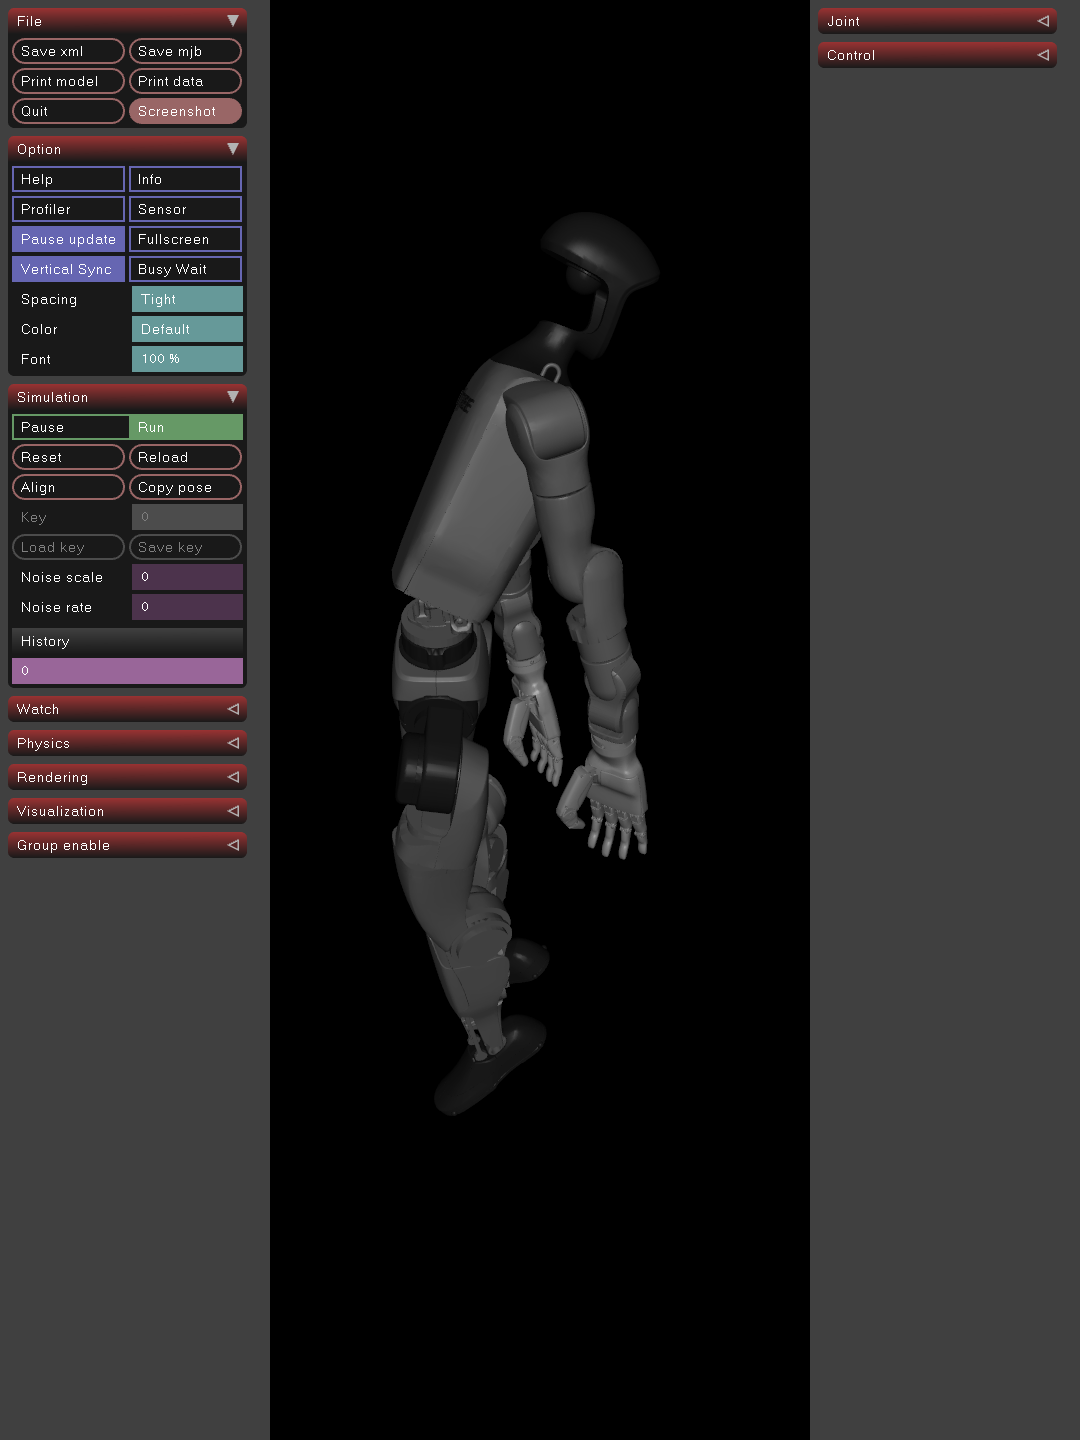 File
Save xml Save mjb
Print model Print data
Quit Screenshot
Option
Help Info
Profiler Sensor
Pause update Fullscreen
Vertical Sync Busy Wait
Spacing Tight
Color Default
Font 100 %
Simulation
Pause Run
Reset Reload
Align Copy pose
Key 0
Load key Save key
Noise scale 0
Noise rate 0
History
0
Watch
Physics
Rendering
Visualization
Group enable
Joint
Control